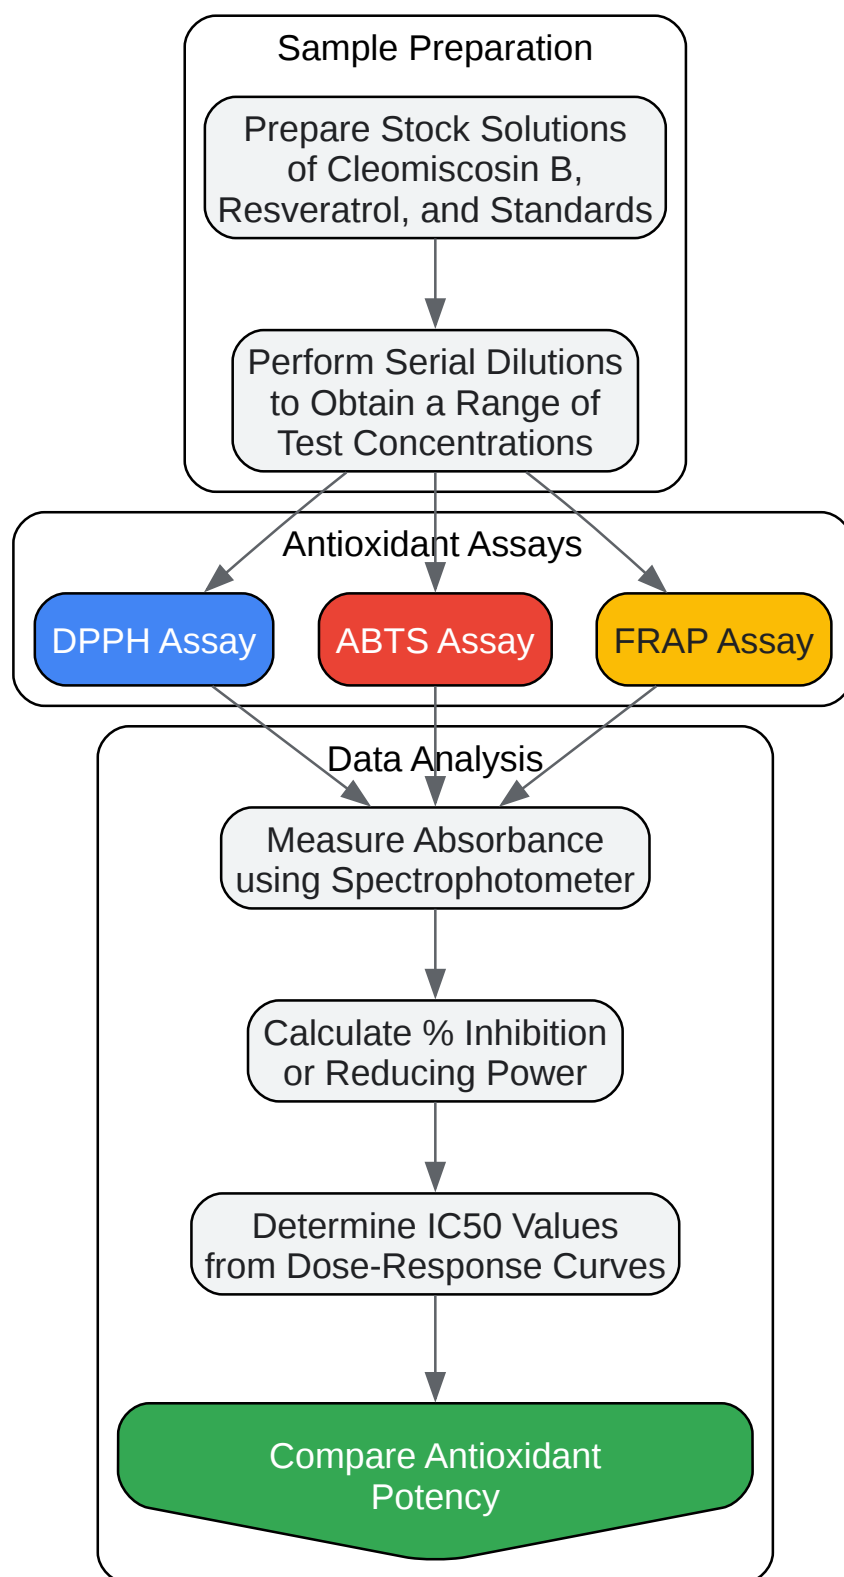 Sample Preparation
Prepare Stock Solutions
of Cleomiscosin B,
Resveratrol, and Standards
Perform Serial Dilutions
to Obtain a Range of
Test Concentrations
Antioxidant Assays
DPPH Assay
ABTS Assay
FRAP Assay
Data Analysis
Measure Absorbance
using Spectrophotometer
Calculate % Inhibition
or Reducing Power
Determine IC50 Values
from Dose-Response Curves
Compare Antioxidant
Potency